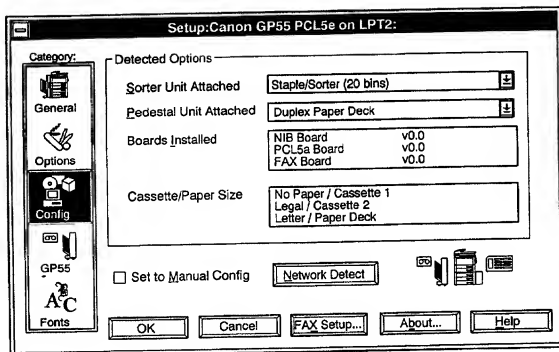 Setup:Canon GP55 PCL5e on LPT2:
Category:
General
Options
Config
GP55
Fonts
Detected Options
Sorter Unit Attached
Staple/Sorter (20 bins)
Pedestal Unit Attached
Duplex Paper Deck
Boards Installed
NIB Board v0.0
PCL5a Board v0.0
FAX Board v0.0
Cassette/Paper Size
No Paper / Cassette 1
Legal / Cassette 2
Letter / Paper Deck
Set to Manual Config
Network Detect
OK
Cancel
FAX Setup...
About...
Help